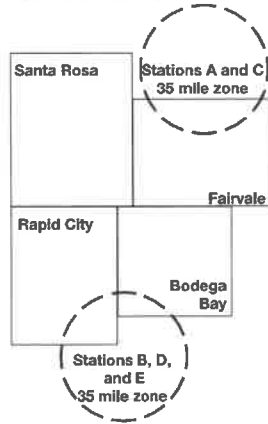 Santa Rosa
Stations A and C
35 mile zone
Fairvale
Rapid City
Bodega
Bay
Stations B, D,
and E
35 mile zone